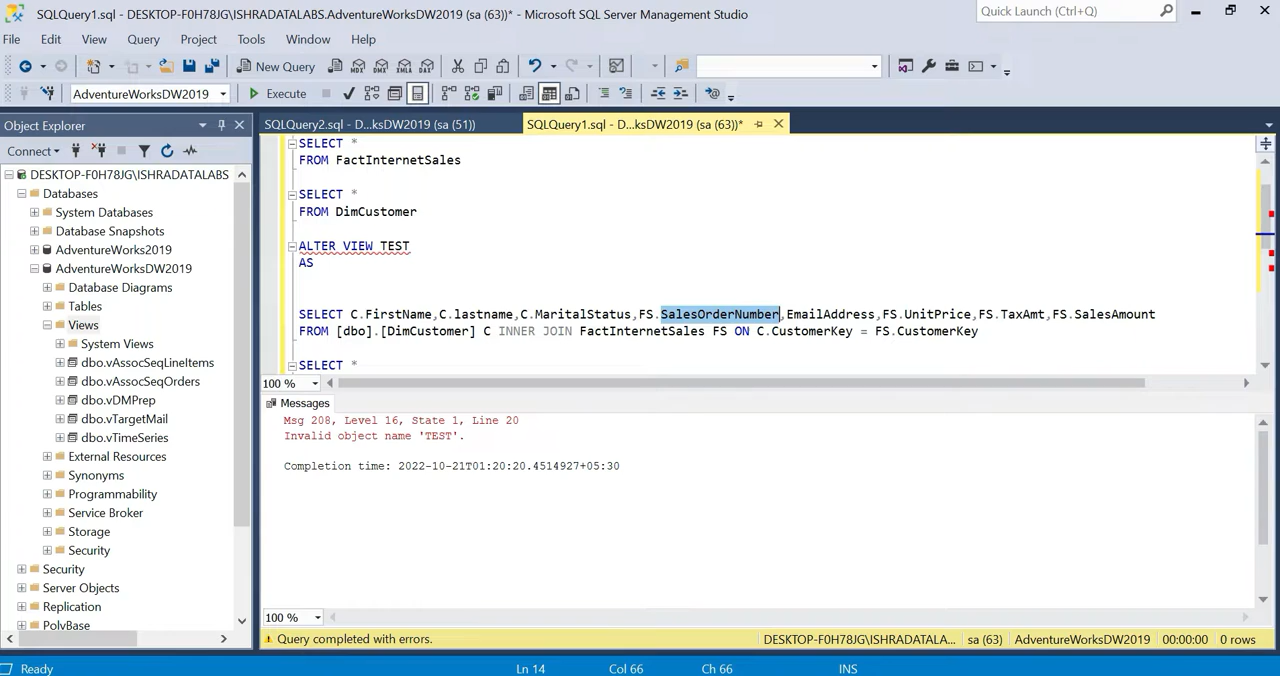 SQLQuery1.sql - DESKTOP-F0H78JG\ISHRADATALABS.AdventureWorksDW2019 (sa (63))* - Microsoft SQL Server Management Studio
Quick Launch (Ctrl+Q)
File Edit View Query Project Tools Window Help
New Query
MDX DMX XMLA DAX
AdventureWorksDW2019
Execute
Object Explorer
SQLQuery2.sql - D...ksDW2019 (sa (51))
SQLQuery1.sql - D...ksDW2019 (sa (63))*
Connect
DESKTOP-F0H78JG\ISHRADATALABS
Databases
System Databases
Database Snapshots
AdventureWorks2019
AdventureWorksDW2019
Database Diagrams
Tables
Views
System Views
dbo.vAssocSeqLineItems
dbo.vAssocSeqOrders
dbo.vDMPrep
dbo.vTargetMail
dbo.vTimeSeries
External Resources
Synonyms
Programmability
Service Broker
Storage
Security
Security
Server Objects
Replication
PolyBase
SELECT *
FROM FactInternetSales
SELECT *
FROM DimCustomer
ALTER VIEW TEST
AS
SELECT C.FirstName,C.lastname,C.MaritalStatus,FS.SalesOrderNumber,EmailAddress,FS.UnitPrice,FS.TaxAmt,FS.SalesAmount
FROM [dbo].[DimCustomer] C INNER JOIN FactInternetSales FS ON C.CustomerKey = FS.CustomerKey
SELECT *
100 %
Messages
Msg 208, Level 16, State 1, Line 20
Invalid object name 'TEST'.
Completion time: 2022-10-21T01:20:20.4514927+05:30
100 %
Query completed with errors.
DESKTOP-F0H78JG\ISHRADATALA... sa (63) AdventureWorksDW2019 00:00:00 0 rows
Ready Ln 14 Col 66 Ch 66 INS